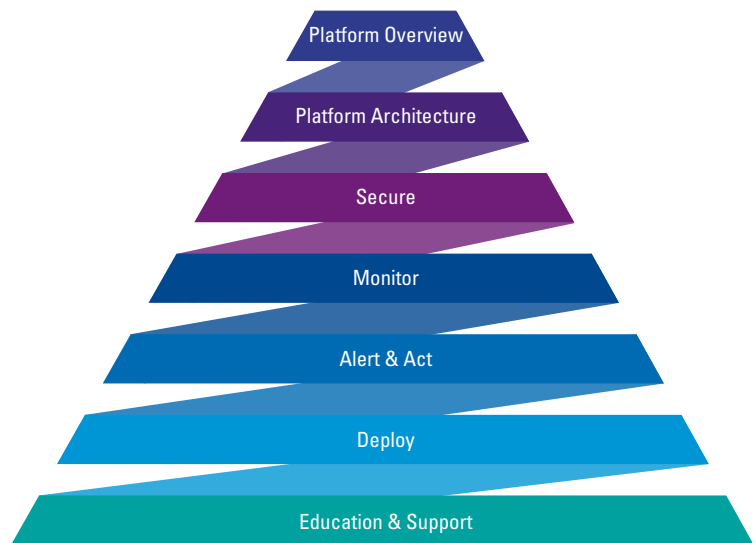 Platform Overview
Platform Architecture
Secure
Monitor
Alert & Act
Deploy
Education & Support